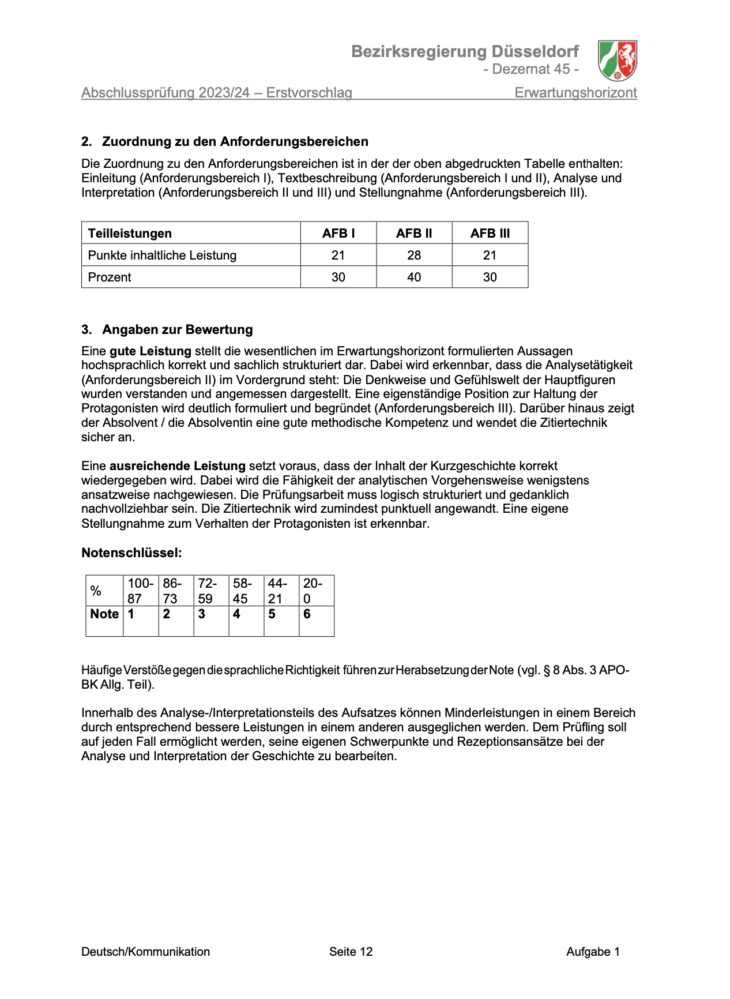 Bezirksregierung Düsseldorf
- Dezernat 45 -
Abschlussprüfung 2023/24 – Erstvorschlag Erwartungshorizont
2. Zuordnung zu den Anforderungsbereichen
Die Zuordnung zu den Anforderungsbereichen ist in der der oben abgedruckten Tabelle enthalten:
Einleitung (Anforderungsbereich I), Textbeschreibung (Anforderungsbereich I und II), Analyse und
Interpretation (Anforderungsbereich II und III) und Stellungnahme (Anforderungsbereich III).
Teilleistungen AFB I AFB II AFB III
Punkte inhaltliche Leistung 21 28 21
Prozent 30 40 30
3. Angaben zur Bewertung
Eine gute Leistung stellt die wesentlichen im Erwartungshorizont formulierten Aussagen
hochsprachlich korrekt und sachlich strukturiert dar. Dabei wird erkennbar, dass die Analysetätigkeit
(Anforderungsbereich II) im Vordergrund steht: Die Denkweise und Gefühlswelt der Hauptfiguren
wurden verstanden und angemessen dargestellt. Eine eigenständige Position zur Haltung der
Protagonisten wird deutlich formuliert und begründet (Anforderungsbereich III). Darüber hinaus zeigt
der Absolvent / die Absolventin eine gute methodische Kompetenz und wendet die Zitiertechnik
sicher an.
Eine ausreichende Leistung setzt voraus, dass der Inhalt der Kurzgeschichte korrekt
wiedergegeben wird. Dabei wird die Fähigkeit der analytischen Vorgehensweise wenigstens
ansatzweise nachgewiesen. Die Prüfungsarbeit muss logisch strukturiert und gedanklich
nachvollziehbar sein. Die Zitiertechnik wird zumindest punktuell angewandt. Eine eigene
Stellungnahme zum Verhalten der Protagonisten ist erkennbar.
Notenschlüssel:
% 100-87 86-73 72-59 58-45 44-21 20-0
Note 1 2 3 4 5 6
Häufige Verstöße gegen die sprachliche Richtigkeit führen zur Herabsetzung der Note (vgl. § 8 Abs. 3 APO-
BK Allg. Teil).
Innerhalb des Analyse-/Interpretationsteils des Aufsatzes können Minderleistungen in einem Bereich
durch entsprechend bessere Leistungen in einem anderen ausgeglichen werden. Dem Prüfling soll
auf jeden Fall ermöglicht werden, seine eigenen Schwerpunkte und Rezeptionsansätze bei der
Analyse und Interpretation der Geschichte zu bearbeiten.
Deutsch/Kommunikation Seite 12 Aufgabe 1